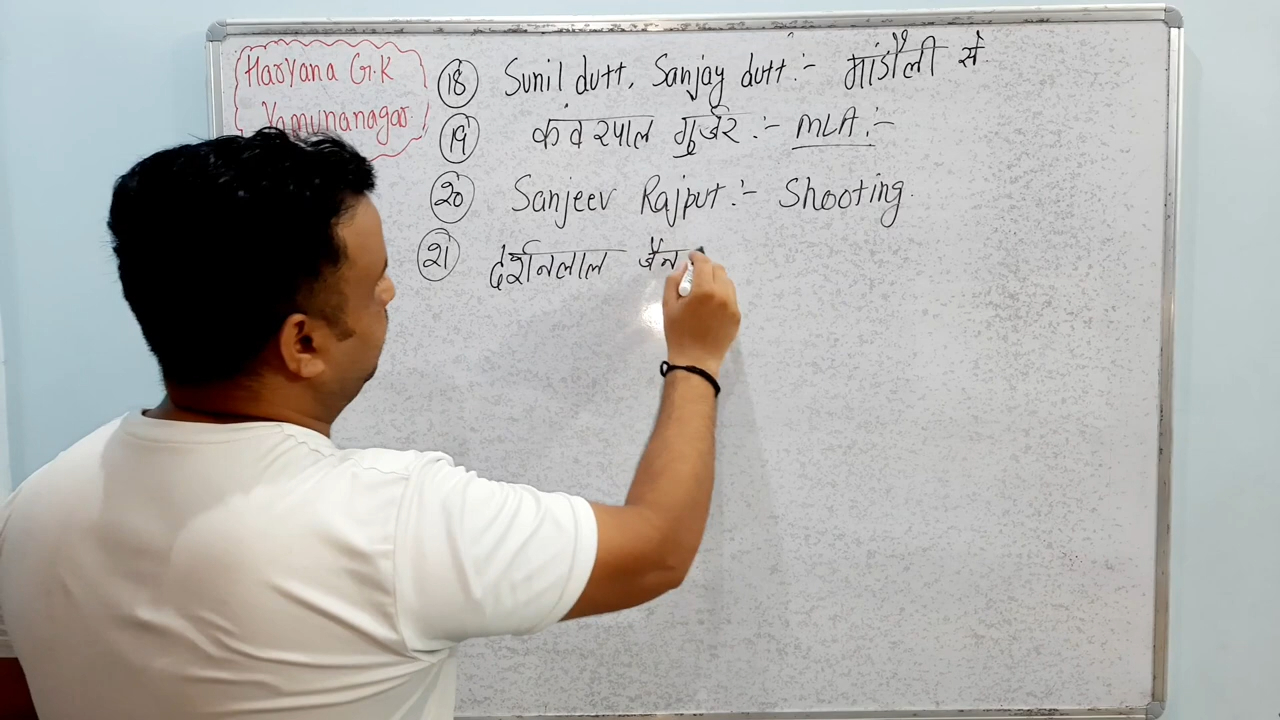 Haryana G.K
Yamunanagar
18 Sunil dutt, Sanjay dutt :- मांडौली से
19 कंवरपाल गुर्जर :- MLA :-
20 Sanjeev Rajput :- Shooting.
21 दर्शनलाल जैन